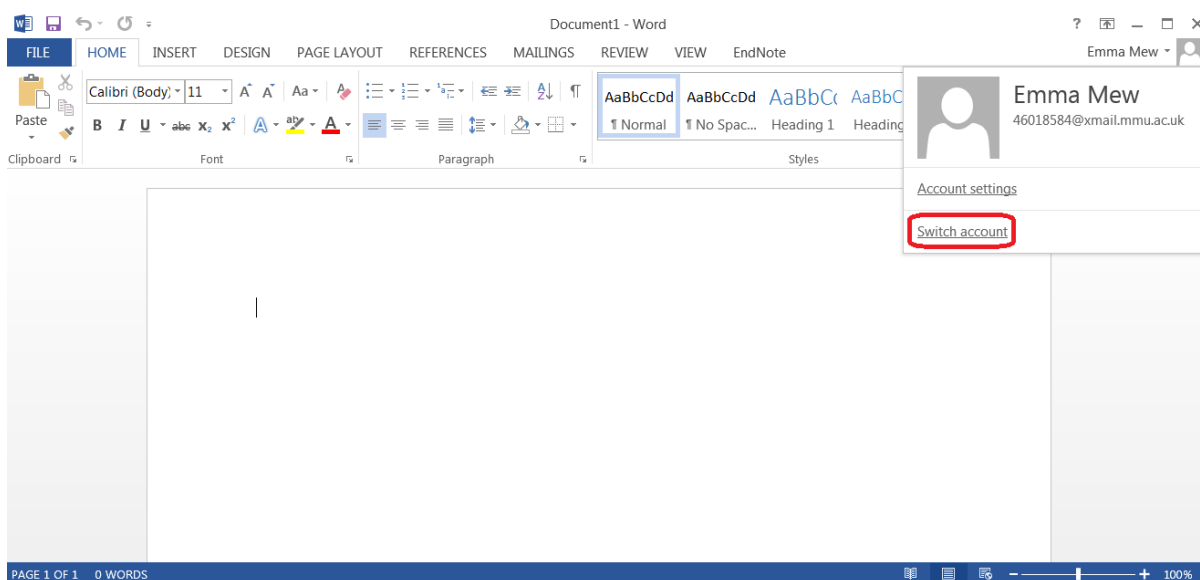 Document1 - Word
?
FILE HOME INSERT DESIGN PAGE LAYOUT REFERENCES MAILINGS REVIEW VIEW EndNote Emma Mew
Paste
Calibri (Body) 11 A A Aa
B I U abc X₂ X² A aby A
A Z ¶
AaBbCcDd AaBbCcDd AaBbCc AaBbC
¶ Normal ¶ No Spac... Heading 1 Heading
Clipboard Font Paragraph Styles
Emma Mew
46018584@xmail.mmu.ac.uk
Account settings
Switch account
PAGE 1 OF 1 0 WORDS 100%